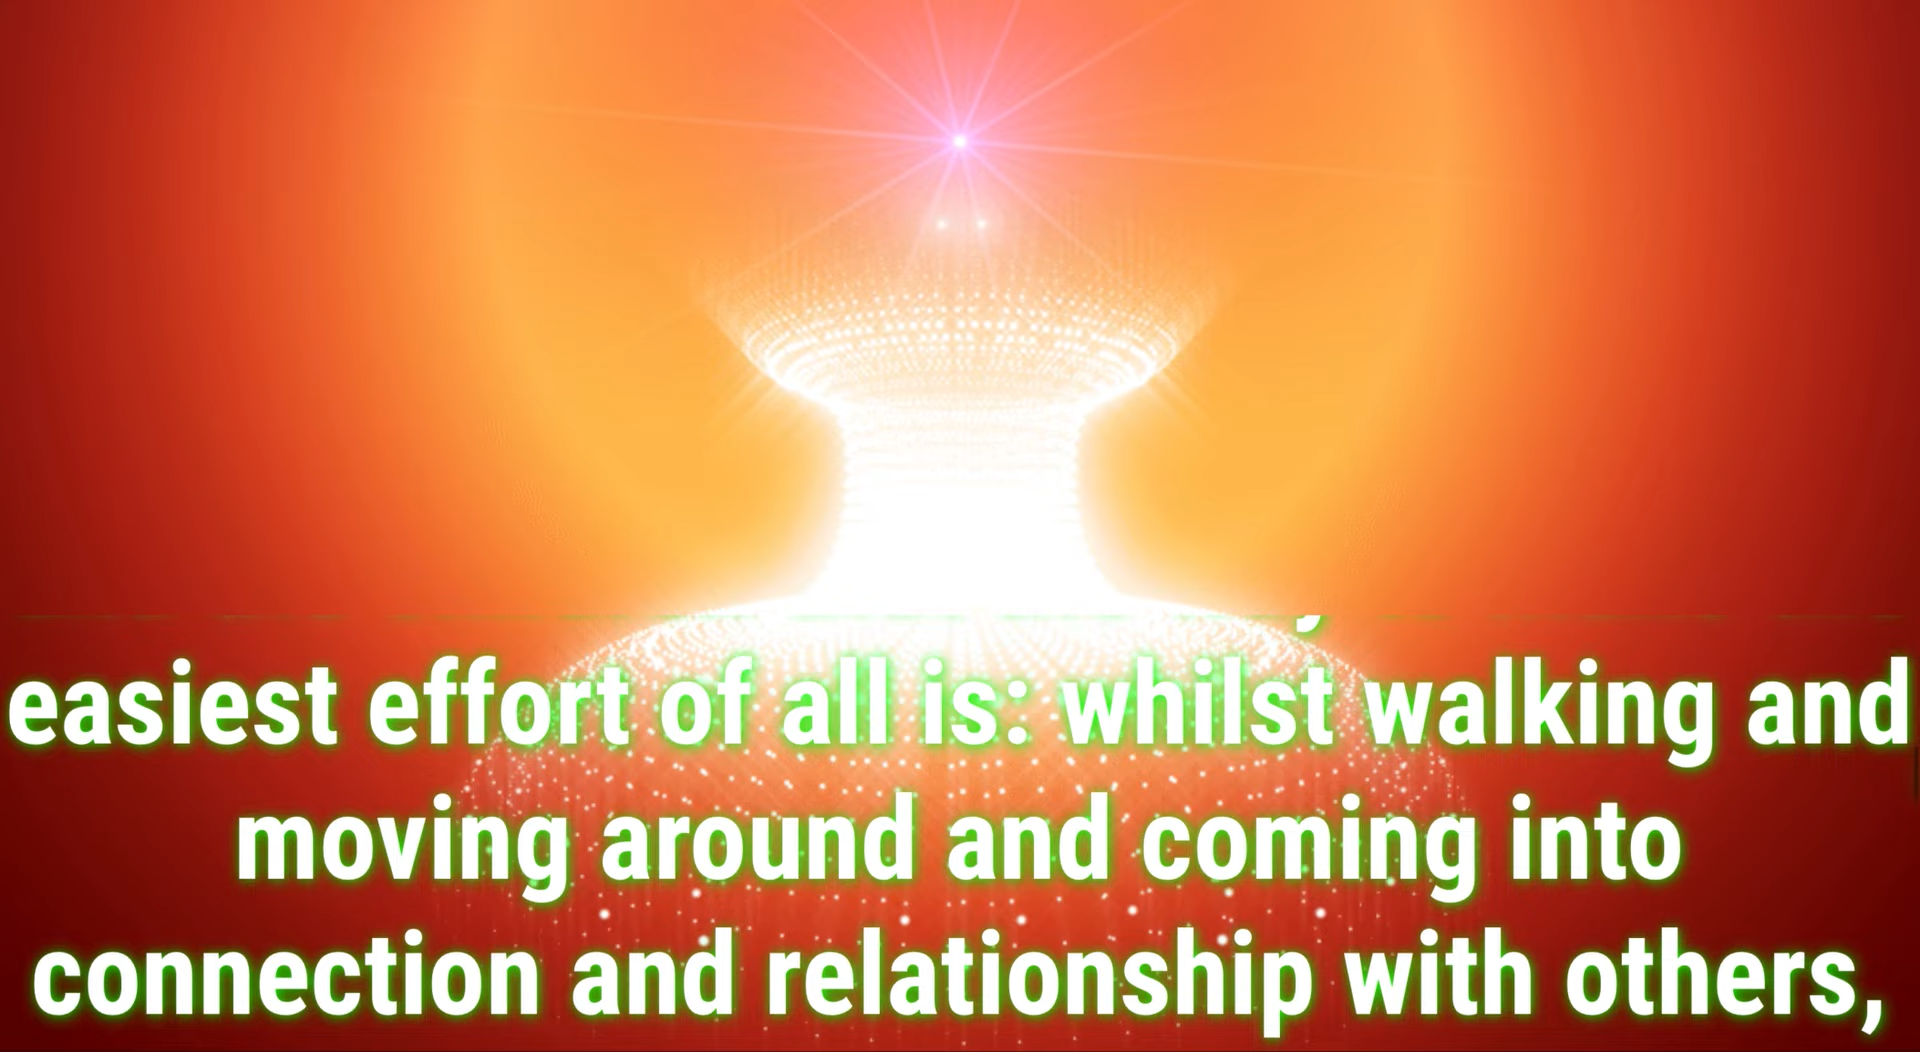 easiest effort of all is: whilst walking and
moving around and coming into
connection and relationship with others,